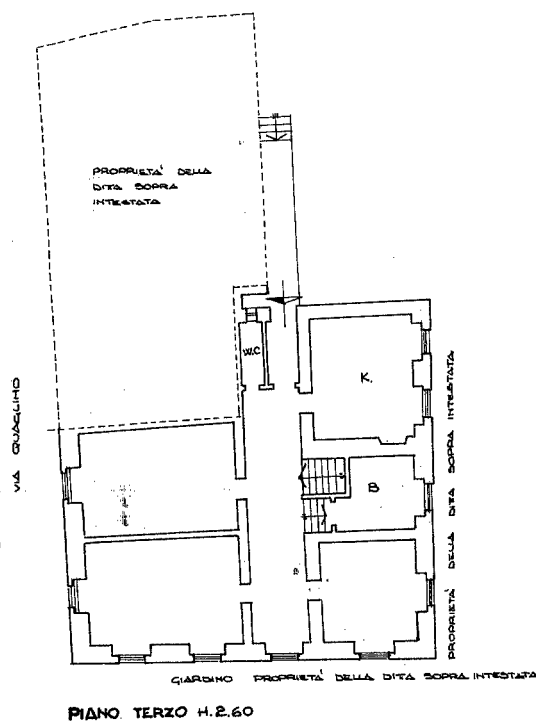 PROPRIETA' DELLA
DITA SOPRA
INTESTATA
W.C
K.
B
VIA QUAGLINO
PROPRIETA' DELLA DITA SOPRA INTESTATA
GIARDINO PROPRIETA' DELLA DITA SOPRA INTESTATA
PIANO TERZO H.2.60